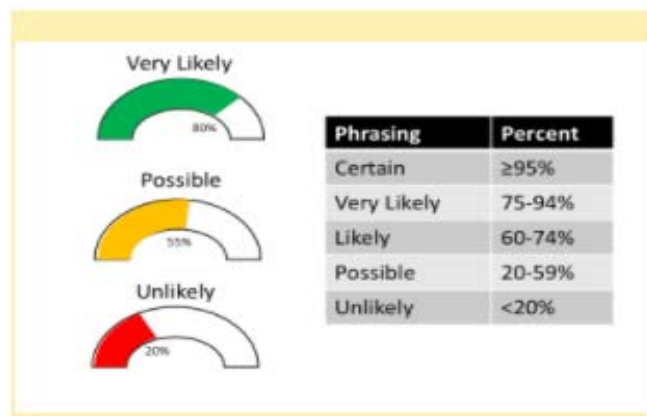 Very Likely
80%
Possible
55%
Unlikely
20%
Phrasing Percent
Certain ≥95%
Very Likely 75-94%
Likely 60-74%
Possible 20-59%
Unlikely <20%